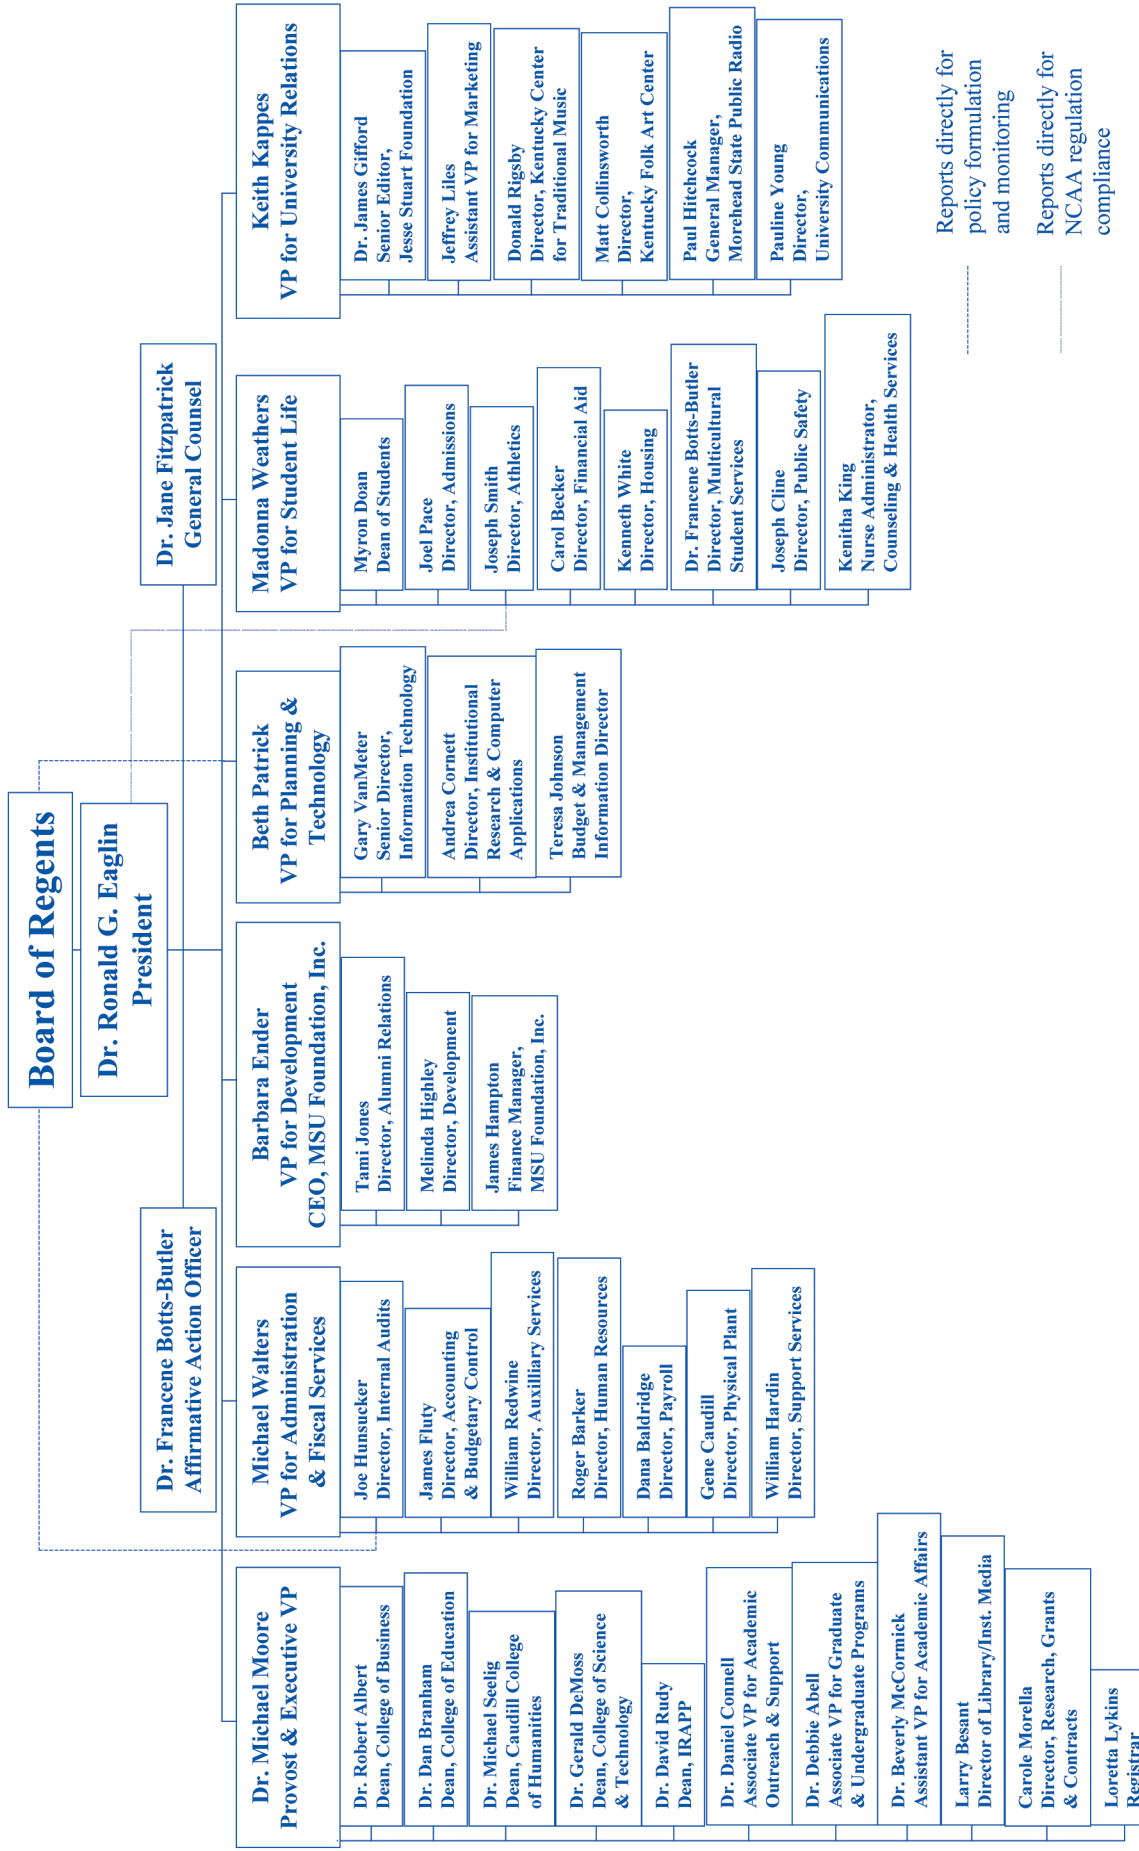 Board of Regents
Dr. Ronald G. Eaglin
President
Dr. Francene Botts-Butler
Affirmative Action Officer
Dr. Jane Fitzpatrick
General Counsel
Dr. Michael Moore
Provost & Executive VP
Dr. Robert Albert
Dean, College of Business
Dr. Dan Branham
Dean, College of Education
Dr. Michael Seelig
Dean, Caudill College
of Humanities
Dr. Gerald DeMoss
Dean, College of Science
& Technology
Dr. David Rudy
Dean, IRAPP
Dr. Daniel Connell
Associate VP for Academic
Outreach & Support
Dr. Debbie Abell
Associate VP for Graduate
& Undergraduate Programs
Dr. Beverly McCormick
Assistant VP for Academic Affairs
Larry Besant
Director of Library/Inst. Media
Carole Morella
Director, Research, Grants
& Contracts
Loretta Lykins
Registrar
Michael Walters
VP for Administration
& Fiscal Services
Joe Hunsucker
Director, Internal Audits
James Fluty
Director, Accounting
& Budgetary Control
William Redwine
Director, Auxilliary Services
Roger Barker
Director, Human Resources
Dana Baldridge
Director, Payroll
Gene Caudill
Director, Physical Plant
William Hardin
Director, Support Services
Barbara Ender
VP for Development
CEO, MSU Foundation, Inc.
Tami Jones
Director, Alumni Relations
Melinda Highley
Director, Development
James Hampton
Finance Manager,
MSU Foundation, Inc.
Beth Patrick
VP for Planning &
Technology
Gary VanMeter
Senior Director,
Information Technology
Andrea Cornett
Director, Institutional
Research & Computer
Applications
Teresa Johnson
Budget & Management
Information Director
Madonna Weathers
VP for Student Life
Myron Doan
Dean of Students
Joel Pace
Director, Admissions
Joseph Smith
Director, Athletics
Carol Becker
Director, Financial Aid
Kenneth White
Director, Housing
Dr. Francene Botts-Butler
Director, Multicultural
Student Services
Joseph Cline
Director, Public Safety
Kenitha King
Nurse Administrator,
Counseling & Health Services
Keith Kappes
VP for University Relations
Dr. James Gifford
Senior Editor,
Jesse Stuart Foundation
Jeffrey Liles
Assistant VP for Marketing
Donald Rigsby
Director, Kentucky Center
for Traditional Music
Matt Collinsworth
Director,
Kentucky Folk Art Center
Paul Hitchcock
General Manager,
Morehead State Public Radio
Pauline Young
Director,
University Communications
Reports directly for
policy formulation
and monitoring
Reports directly for
NCAA regulation
compliance